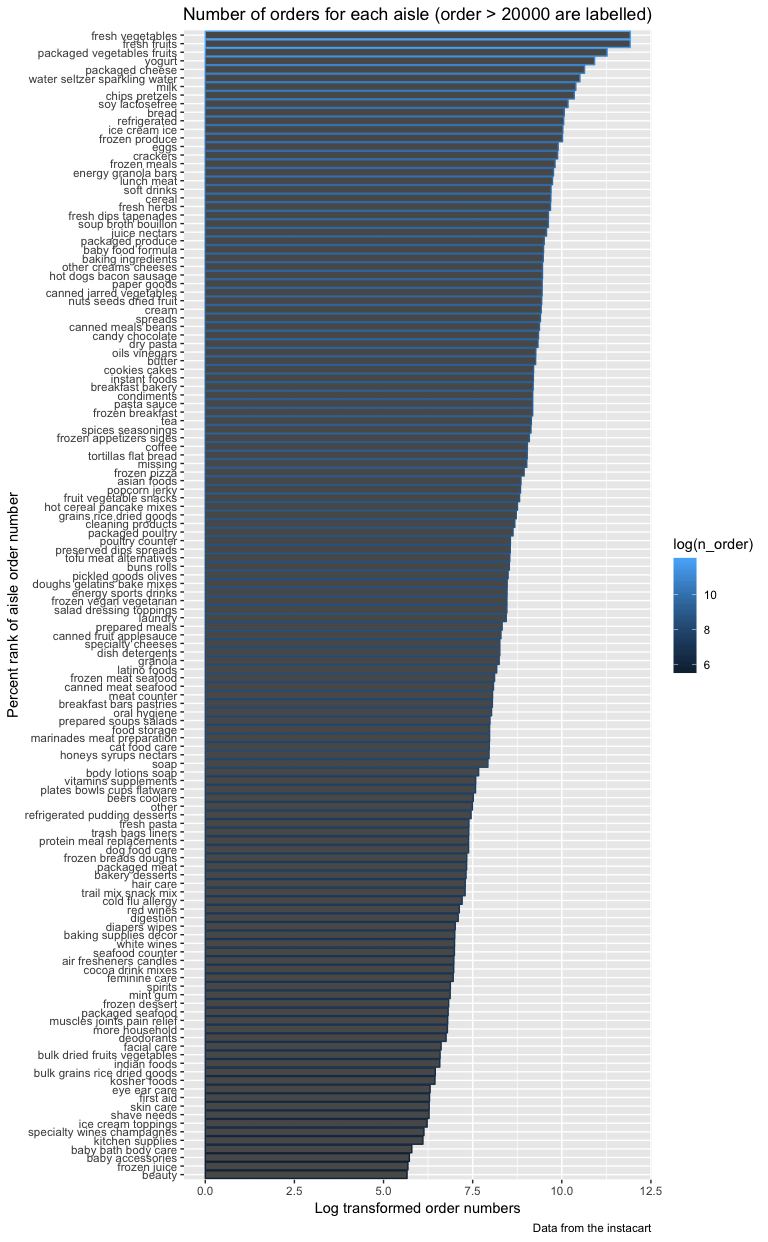 Number of orders for each aisle (order > 20000 are labelled)
fresh vegetables
fresh fruits
packaged vegetables fruits
yogurt
packaged cheese
water seltzer sparkling water
milk
chips pretzels
soy lactosefree
bread
refrigerated
ice cream ice
frozen produce
eggs
crackers
frozen meals
energy granola bars
lunch meat
soft drinks
cereal
fresh herbs
fresh dips tapenades
soup broth bouillon
juice nectars
packaged produce
baby food formula
baking ingredients
other creams cheeses
hot dogs bacon sausage
paper goods
canned jarred vegetables
nuts seeds dried fruit
cream
spreads
canned meals beans
candy chocolate
dry pasta
oils vinegars
butter
cookies cakes
instant foods
breakfast bakery
condiments
pasta sauce
frozen breakfast
tea
spices seasonings
frozen appetizers sides
coffee
tortillas flat bread
missing
frozen pizza
asian foods
popcorn jerky
fruit vegetable snacks
hot cereal pancake mixes
grains rice dried goods
cleaning products
packaged poultry
poultry counter
preserved dips spreads
tofu meat alternatives
buns rolls
pickled goods olives
doughs gelatins bake mixes
energy sports drinks
frozen vegan vegetarian
salad dressing toppings
laundry
prepared meals
canned fruit applesauce
specialty cheeses
dish detergents
granola
latino foods
frozen meat seafood
canned meat seafood
meat counter
breakfast bars pastries
oral hygiene
prepared soups salads
food storage
marinades meat preparation
cat food care
honeys syrups nectars
soap
body lotions soap
vitamins supplements
plates bowls cups flatware
beers coolers
other
refrigerated pudding desserts
fresh pasta
trash bags liners
protein meal replacements
dog food care
frozen breads doughs
packaged meat
bakery desserts
hair care
trail mix snack mix
cold flu allergy
red wines
digestion
diapers wipes
baking supplies decor
white wines
seafood counter
air fresheners candles
cocoa drink mixes
feminine care
spirits
mint gum
frozen dessert
packaged seafood
muscles joints pain relief
more household
deodorants
facial care
bulk dried fruits vegetables
indian foods
bulk grains rice dried goods
kosher foods
eye ear care
first aid
skin care
shave needs
ice cream toppings
specialty wines champagnes
kitchen supplies
baby bath body care
baby accessories
frozen juice
beauty
Percent rank of aisle order number
0.0 2.5 5.0 7.5 10.0 12.5
Log transformed order numbers
Data from the instacart
log(n_order)
10
8
6